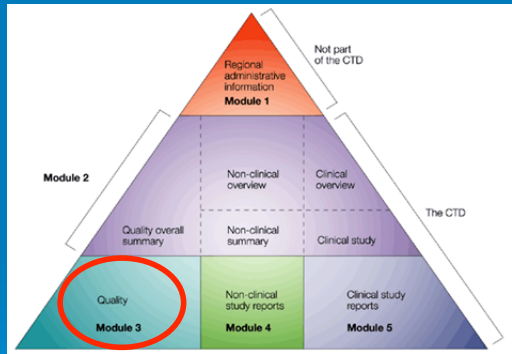 Not part
of the CTD
Regional
administrative
information
Module 1
Module 2
Non-clinical
overview
Clinical
overview
The CTD
Quality overall
summary
Non-clinical
summary
Clinical study
Quality
Module 3
Non-clinical
study reports
Module 4
Clinical study
reports
Module 5